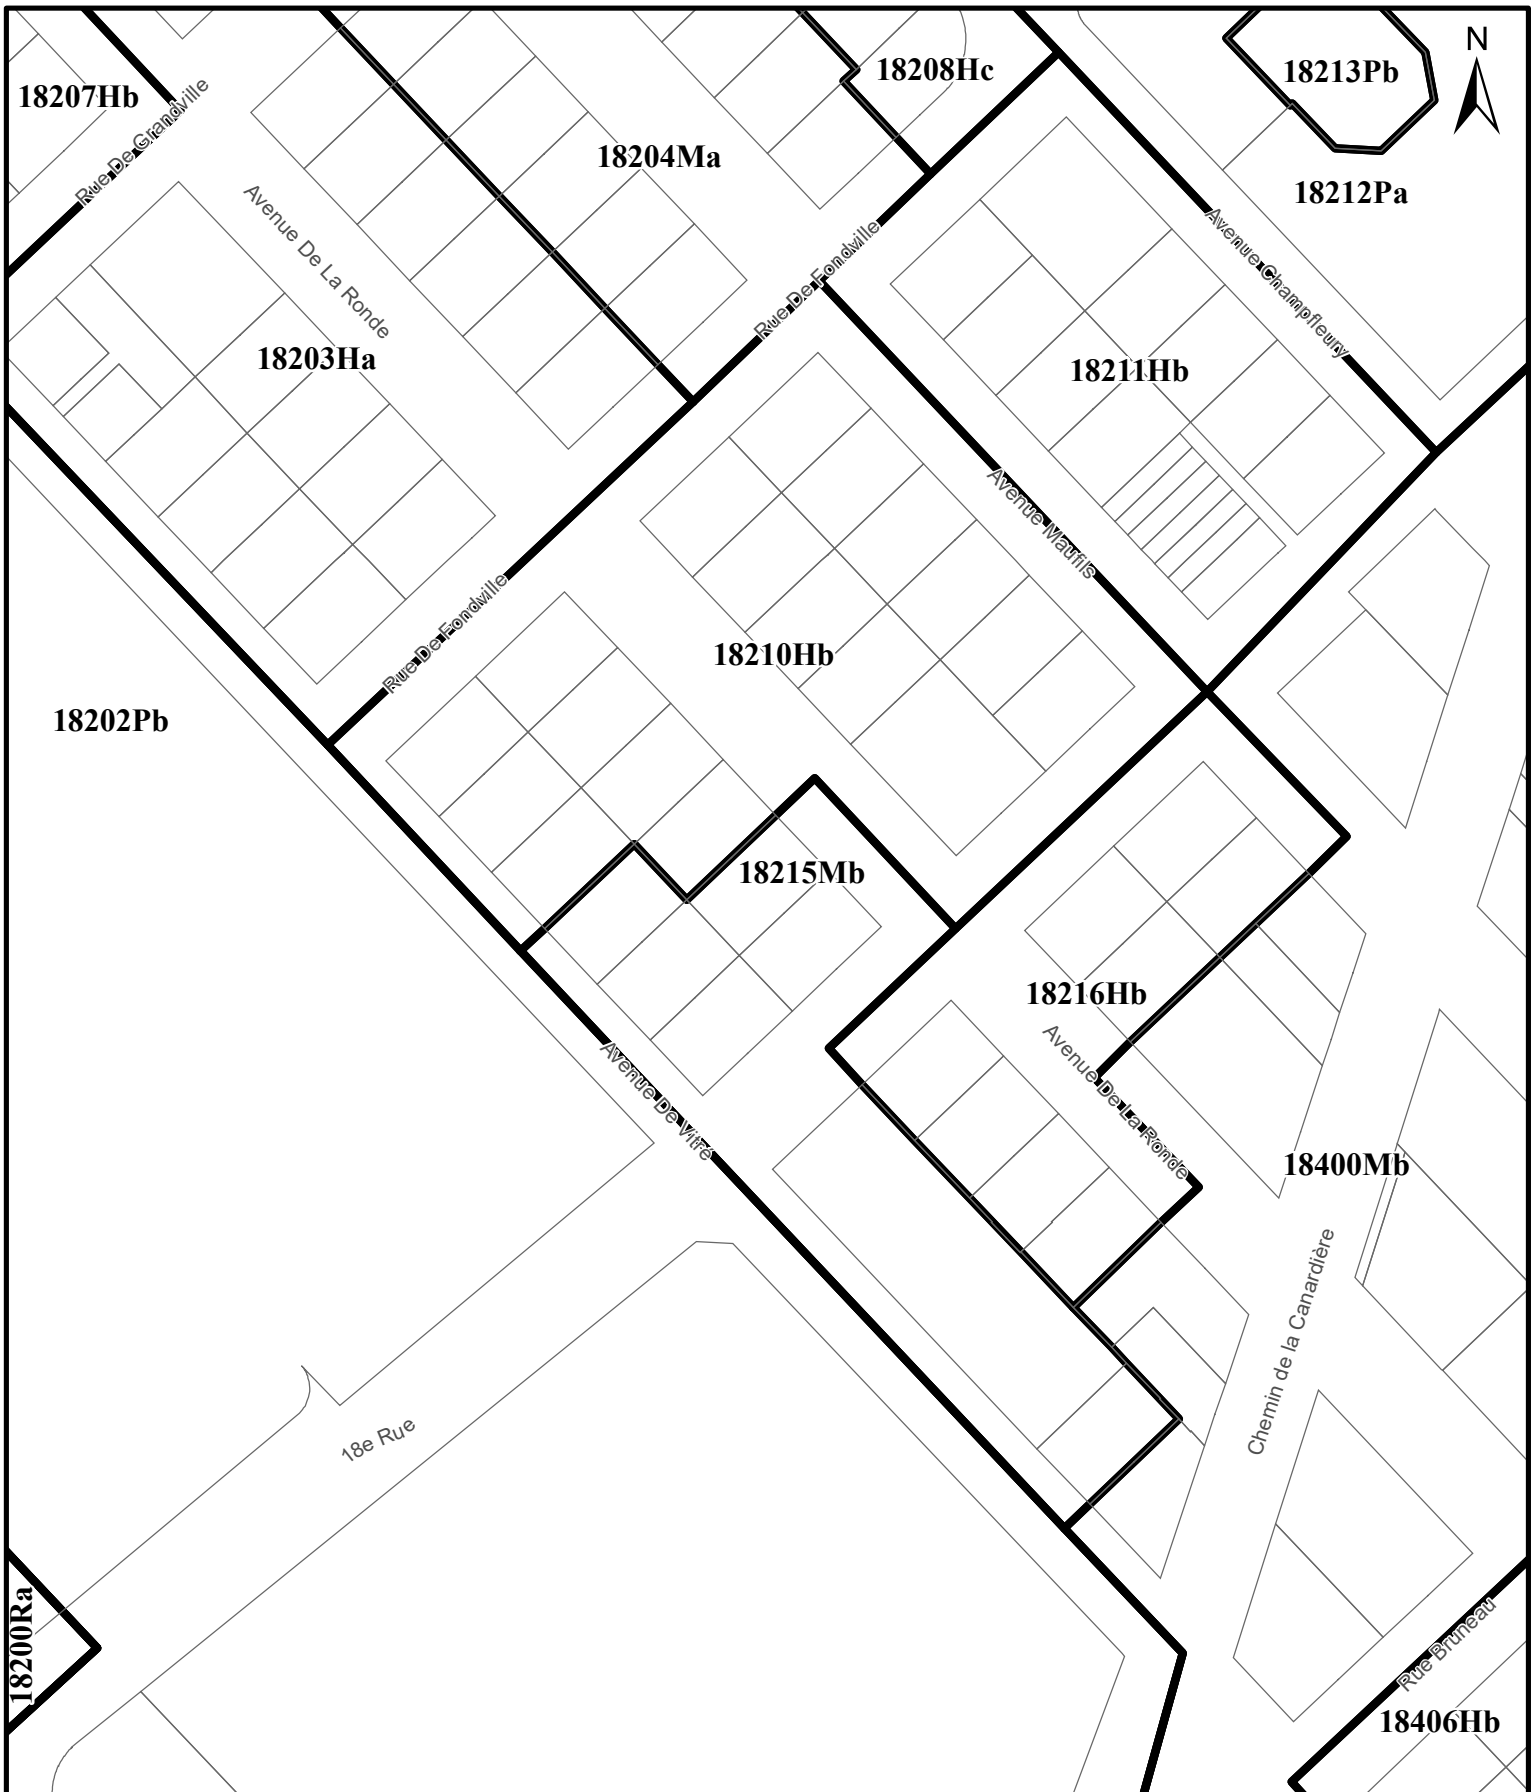 N
18208Hc
18213Pb
18207Hb
Rue De Grandville
18204Ma
18212Pa
Avenue De La Ronde
Rue De Fondville
Avenue Champfleury
18203Ha
18211Hb
Avenue Maufils
Rue De Fondville
18210Hb
18202Pb
18215Mb
18216Hb
Avenue De La Ronde
Avenue De Vitré
18400Mb
Chemin de la Canardière
18e Rue
18200Ra
Rue Bruneau
18406Hb